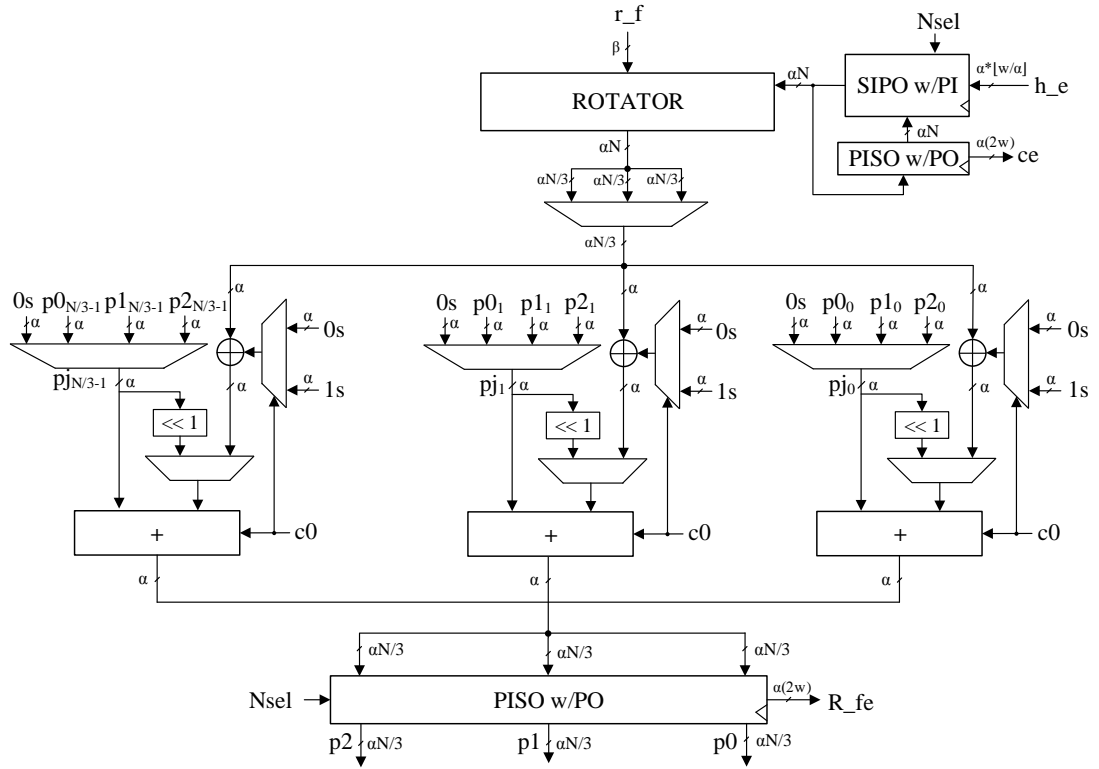 r_f
Nsel
β
αN
α*⌊w/α⌋
ROTATOR
SIPO w/PI
h_e
αN
αN
PISO w/PO
α(2w)
ce
αN/3 αN/3 αN/3
αN/3
α α α
0s p0N/3-1 p1N/3-1 p2N/3-1
α α α α
0s p01 p11 p21
α α α α
0s p00 p10 p20
α α α α
α 0s α 0s α 0s
α 1s α 1s α 1s
pjN/3-1 α α
pj1 α α
pj0 α α
<< 1 << 1 << 1
+ c0 + c0 + c0
α α α
αN/3 αN/3 αN/3
Nsel PISO w/PO α(2w) R_fe
p2 αN/3 p1 αN/3 p0 αN/3